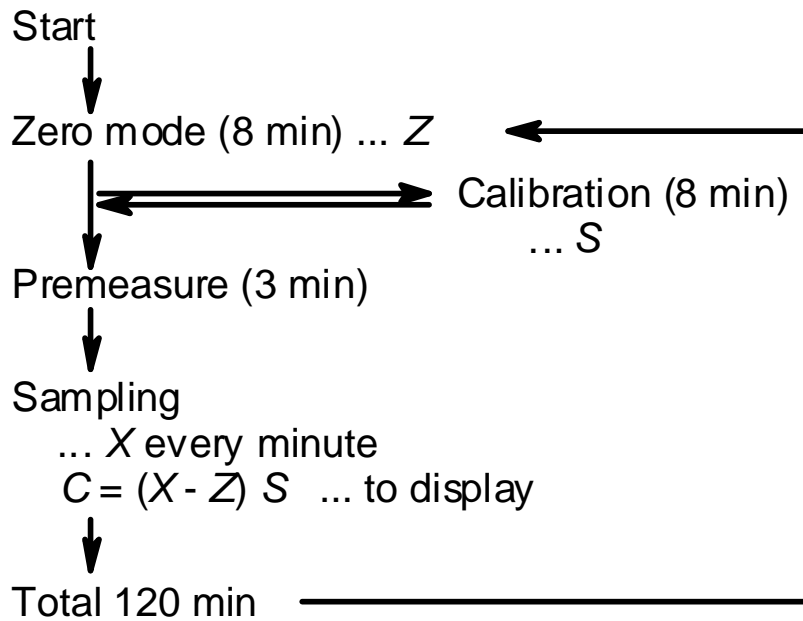 Start
Zero mode (8 min) ... Z
Calibration (8 min)
... S
Premeasure (3 min)
Sampling
... X every minute
C = (X - Z) S ... to display
Total 120 min